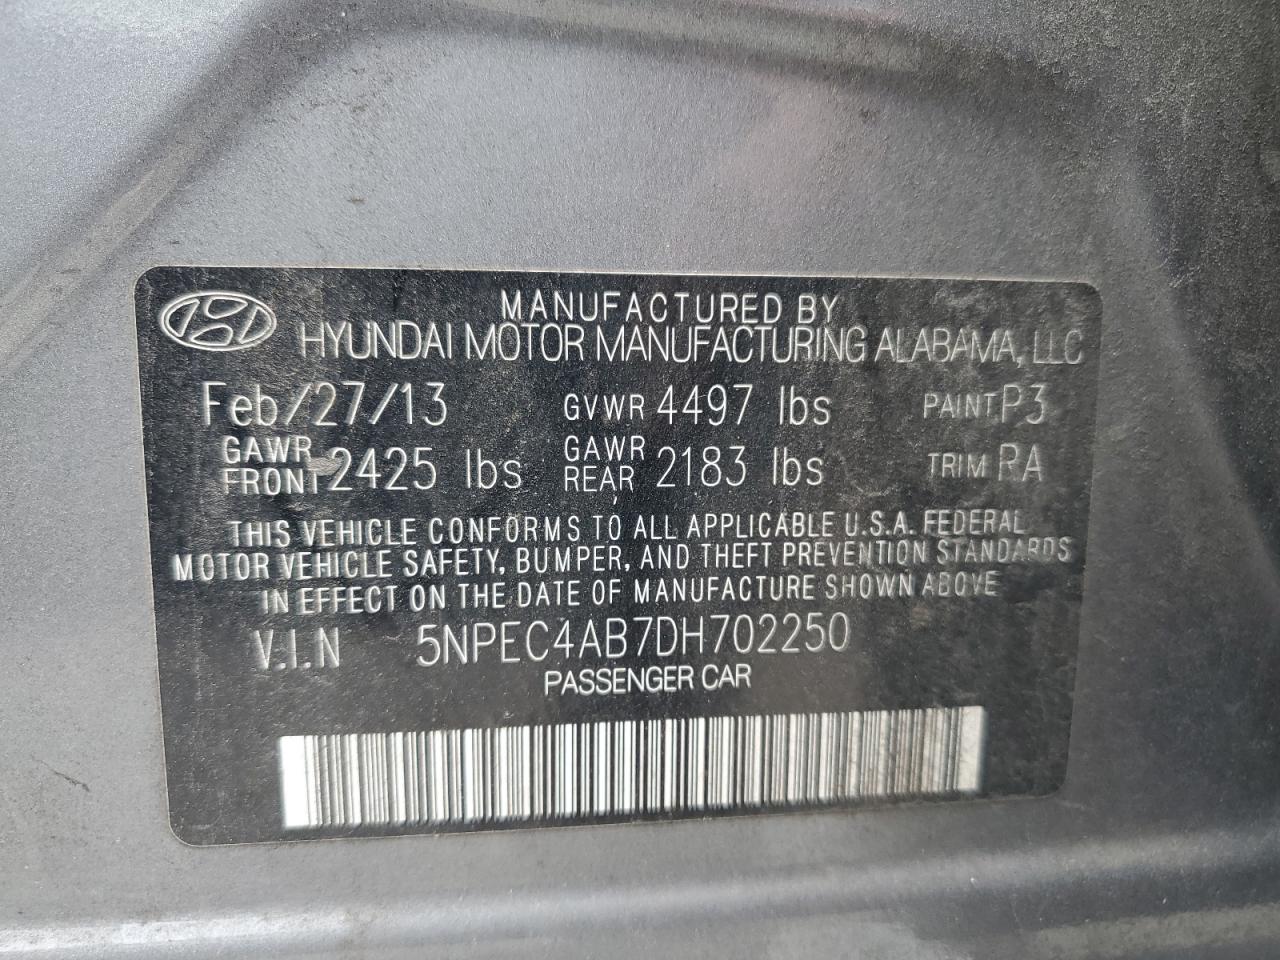 MANUFACTURED BY
HYUNDAI MOTOR MANUFACTURING ALABAMA, LLC
Feb/27/13 GVWR 4497 lbs PAINT P3
GAWR FRONT 2425 lbs GAWR REAR 2183 lbs TRIM RA
THIS VEHICLE CONFORMS TO ALL APPLICABLE U.S.A. FEDERAL
MOTOR VEHICLE SAFETY, BUMPER, AND THEFT PREVENTION STANDARDS
IN EFFECT ON THE DATE OF MANUFACTURE SHOWN ABOVE
V.I.N 5NPEC4AB7DH702250
PASSENGER CAR